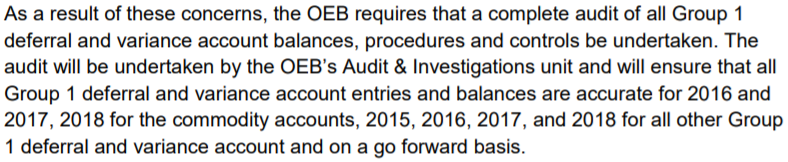 As a result of these concerns, the OEB requires that a complete audit of all Group 1
deferral and variance account balances, procedures and controls be undertaken. The
audit will be undertaken by the OEB's Audit & Investigations unit and will ensure that all
Group 1 deferral and variance account entries and balances are accurate for 2016 and
2017, 2018 for the commodity accounts, 2015, 2016, 2017, and 2018 for all other Group
1 deferral and variance account and on a go forward basis.